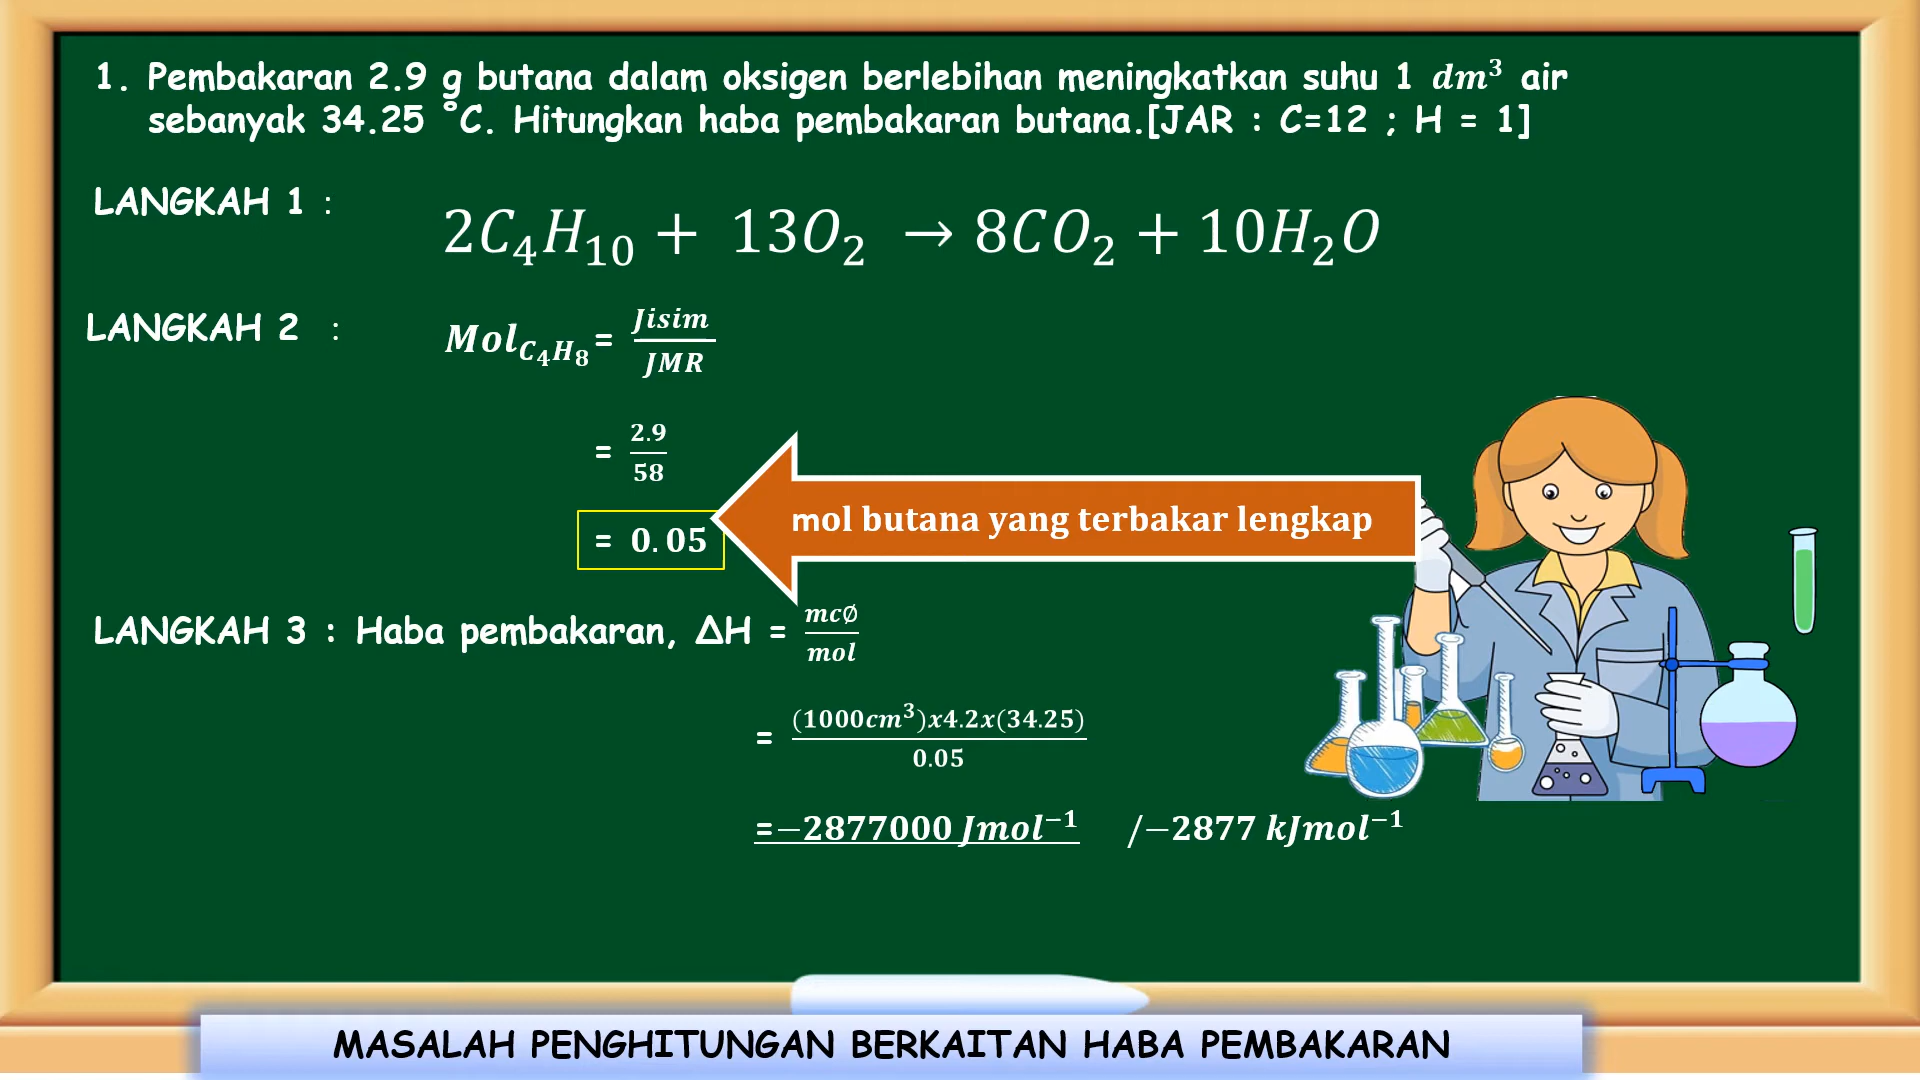 1. Pembakaran 2.9 g butana dalam oksigen berlebihan meningkatkan suhu 1 dm³ air
sebanyak 34.25 °C. Hitungkan haba pembakaran butana.[JAR : C=12 ; H = 1]
LANGKAH 1 :
2C₄H₁₀ + 13O₂ → 8CO₂ + 10H₂O
LANGKAH 2 :
Mol C₄H₈ = Jisim / JMR
= 2.9 / 58
= 0.05
mol butana yang terbakar lengkap
LANGKAH 3 : Haba pembakaran, ΔH = mc∅ / mol
= (1000cm³)x4.2x(34.25) / 0.05
=−2877000 Jmol⁻¹ /−2877 kJmol⁻¹
MASALAH PENGHITUNGAN BERKAITAN HABA PEMBAKARAN